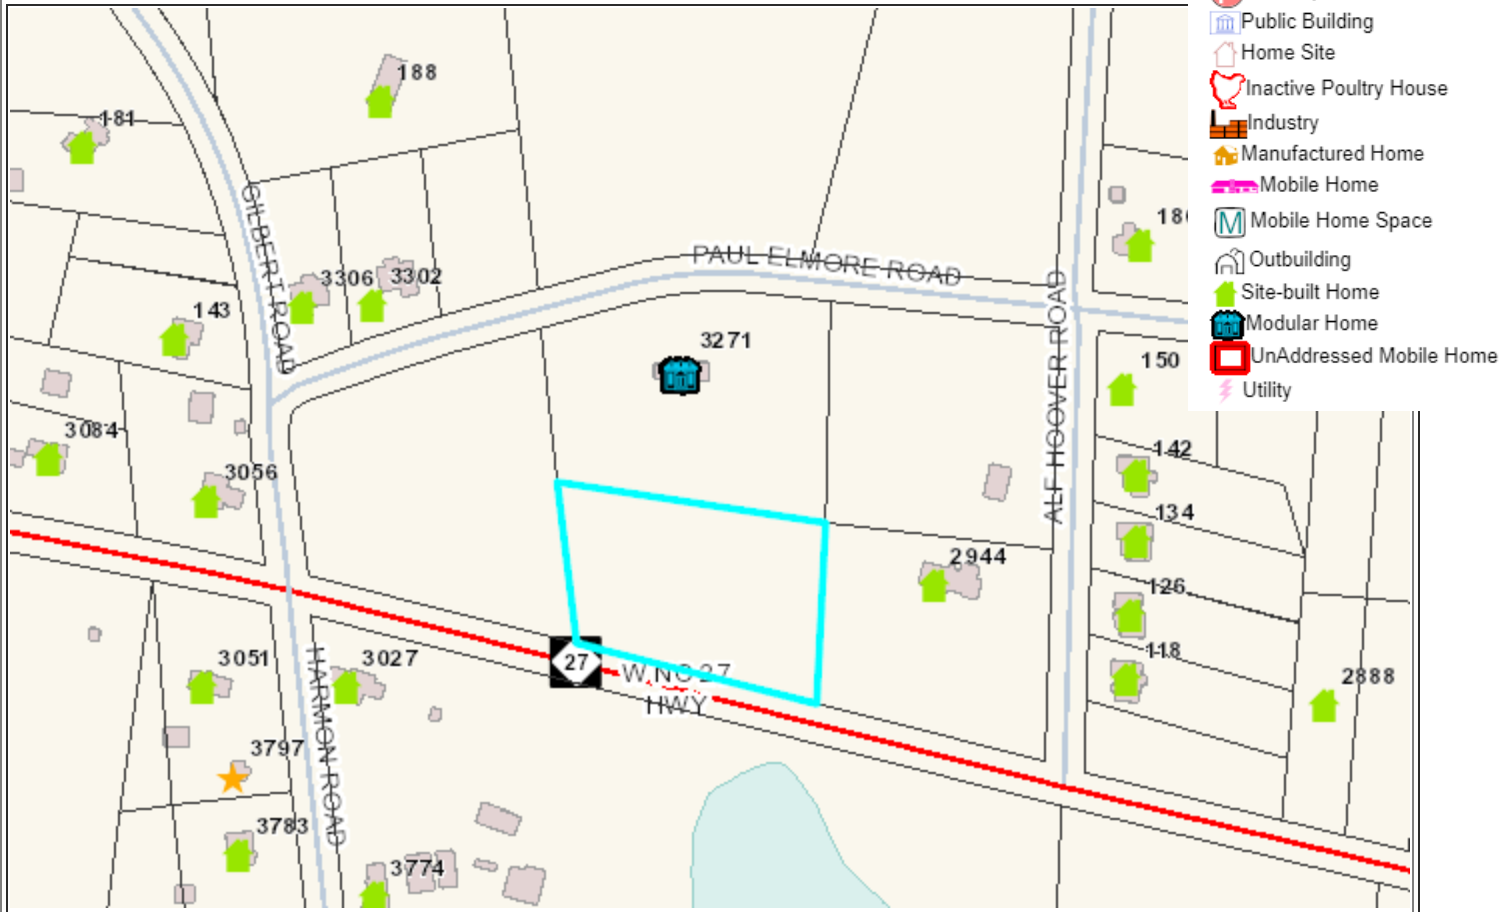 Public Building
Home Site
Inactive Poultry House
Industry
Manufactured Home
Mobile Home
Mobile Home Space
M
Outbuilding
Site-built Home
Modular Home
UnAddressed Mobile Home
Utility
188
181
GILBERT ROAD
3306
3302
143
PAUL ELMORE ROAD
ALF HOOVER ROAD
3271
150
3084
3056
142
134
2944
126
118
2888
27
W NC 27
HWY
3051
3027
HARMON ROAD
3797
3783
3774